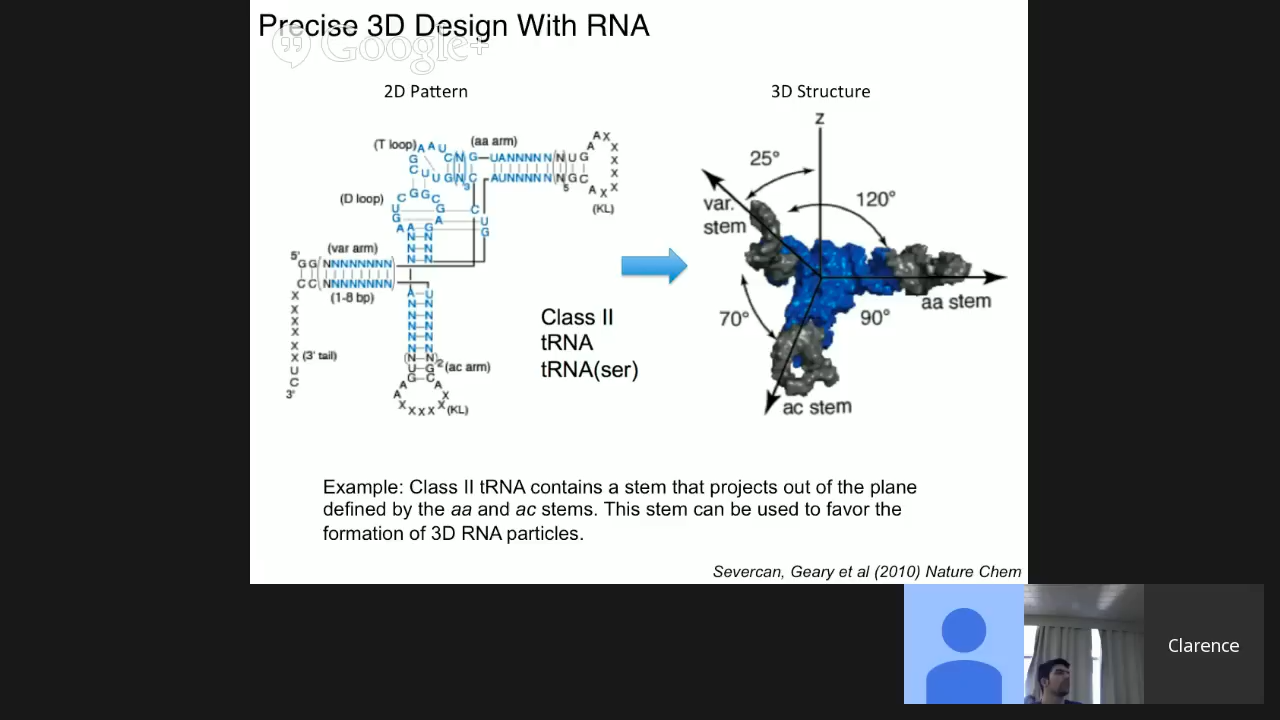 Precise 3D Design With RNA
Google+
2D Pattern
3D Structure
(T loop)
(aa arm)
(KL)
(D loop)
(var arm)
(1-8 bp)
5'
3'
(3' tail)
(ac arm)
(KL)
Class II
tRNA
tRNA(ser)
z
25°
120°
var.
stem
aa stem
70°
90°
ac stem
Example: Class II tRNA contains a stem that projects out of the plane
defined by the aa and ac stems. This stem can be used to favor the
formation of 3D RNA particles.
Severcan, Geary et al (2010) Nature Chem
Clarence